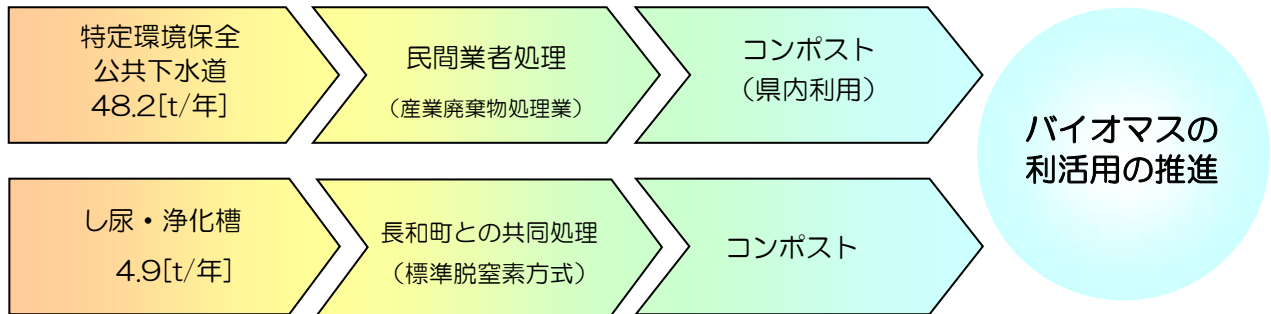 特定環境保全
公共下水道
48.2[t/年]
民間業者処理
（産業廃棄物処理業）
コンポスト
（県内利用）
し尿・浄化槽
4.9[t/年]
長和町との共同処理
（標準脱窒素方式）
コンポスト
バイオマスの
利活用の推進